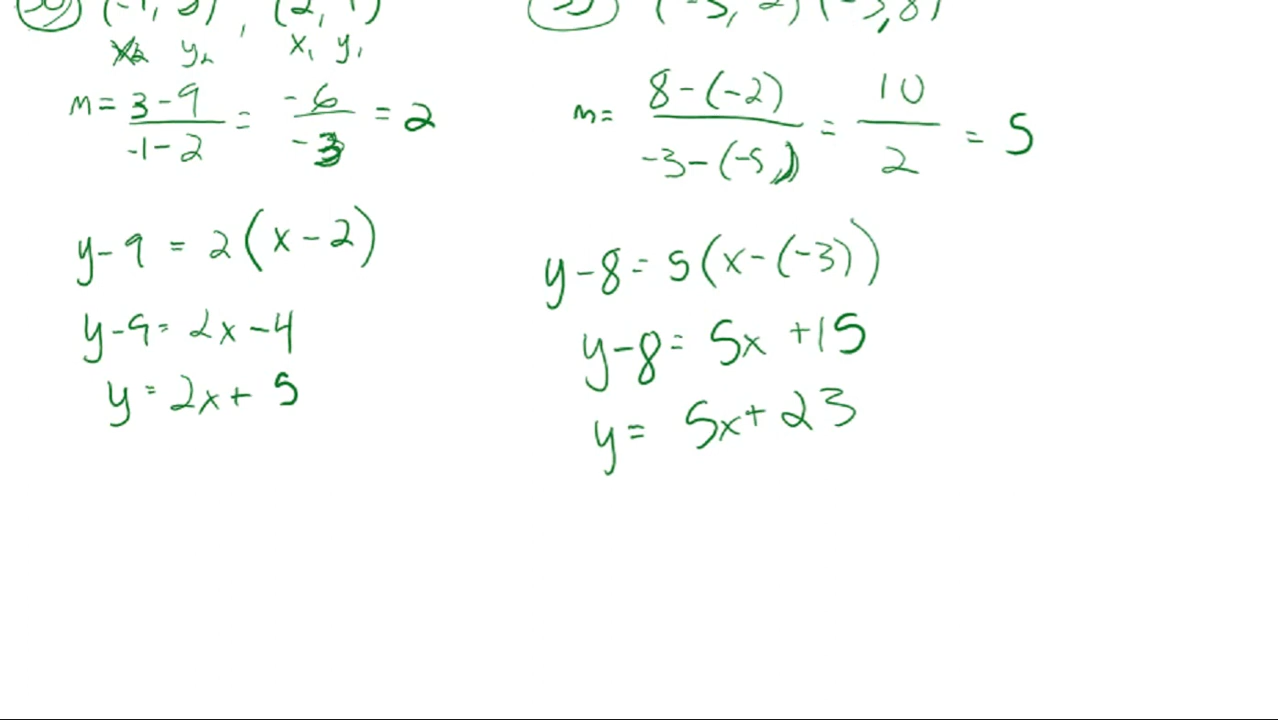 (-1, 3), (2, 9)
x₂ y₂ x₁ y₁
m = 3-9/-1-2 = -6/-3 = 2
y-9 = 2(x-2)
y-9 = 2x-4
y = 2x+5
(-5, -2) (-3, 8)
m = 8-(-2)/-3-(-5) = 10/2 = 5
y-8 = 5(x-(-3))
y-8 = 5x+15
y = 5x+23